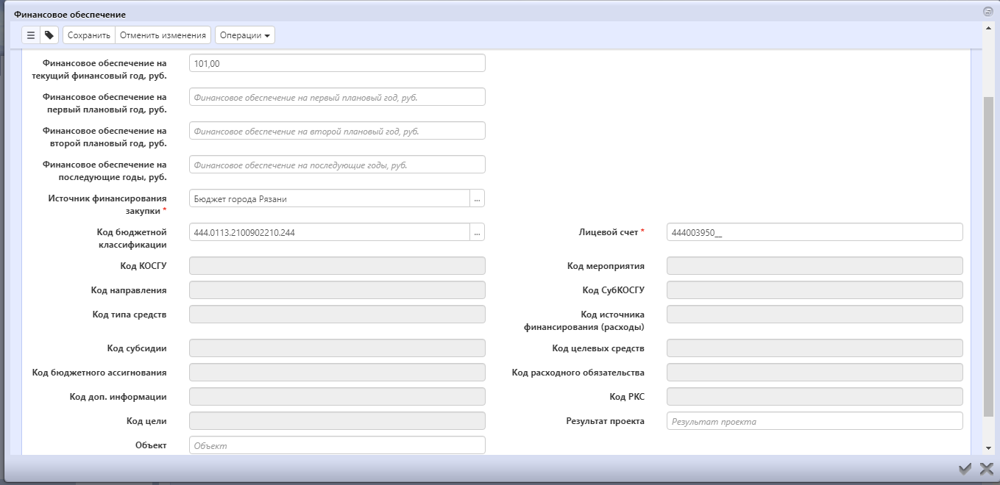 Финансовое обеспечение
Сохранить Отменить изменения Операции
Финансовое обеспечение на
текущий финансовый год, руб.
101,00
Финансовое обеспечение на
первый плановый год, руб.
Финансовое обеспечение на первый плановый год, руб.
Финансовое обеспечение на
второй плановый год, руб.
Финансовое обеспечение на второй плановый год, руб.
Финансовое обеспечение на
последующие годы, руб.
Финансовое обеспечение на последующие годы, руб.
Источник финансирования
закупки *
Бюджет города Рязани ...
Код бюджетной
классификации
444.0113.2100902210.244 ...
Лицевой счет * 444003950__
Код КОСГУ Код мероприятия
Код направления Код СубКОСГУ
Код типа средств Код источника
финансирования (расходы)
Код субсидии Код целевых средств
Код бюджетного ассигнования Код расходного обязательства
Код доп. информации Код РКС
Код цели Результат проекта Результат проекта
Объект Объект